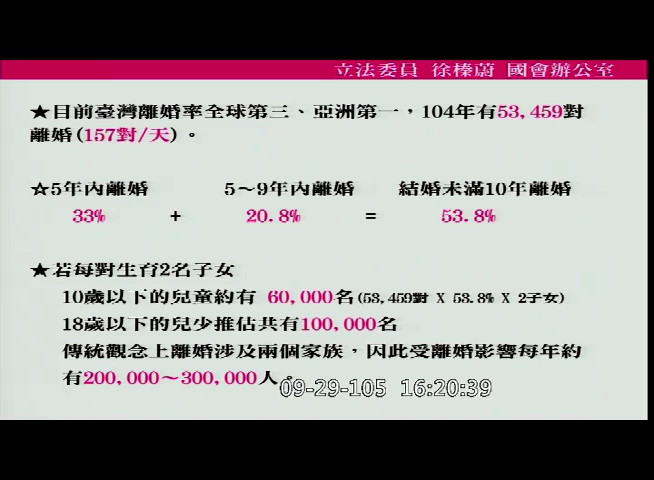 立法委員 徐榛蔚 國會辦公室
★目前臺灣離婚率全球第三、亞洲第一，104年有53,459對
離婚(157對/天)。
☆5年內離婚 5～9年內離婚 結婚未滿10年離婚
33% + 20.8% = 53.8%
★若每對生育2名子女
10歲以下的兒童約有 60,000名(53,459對 X 53.8% X 2子女)
18歲以下的兒少推估共有100,000名
傳統觀念上離婚涉及兩個家族，因此受離婚影響每年約
有200,000～300,000人。
09-29-105 16:20:39